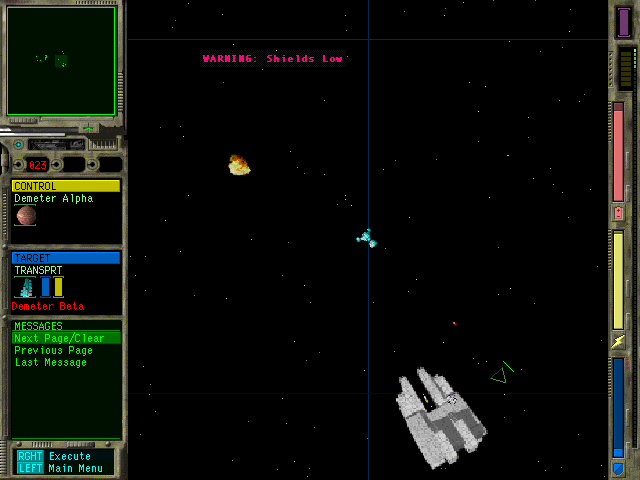 WARNING: Shields Low
023
CONTROL
Demeter Alpha
TARGET
TRANSPRT
Demeter Beta
MESSAGES
Next Page/Clear
Previous Page
Last Message
RGHT Execute
LEFT Main Menu